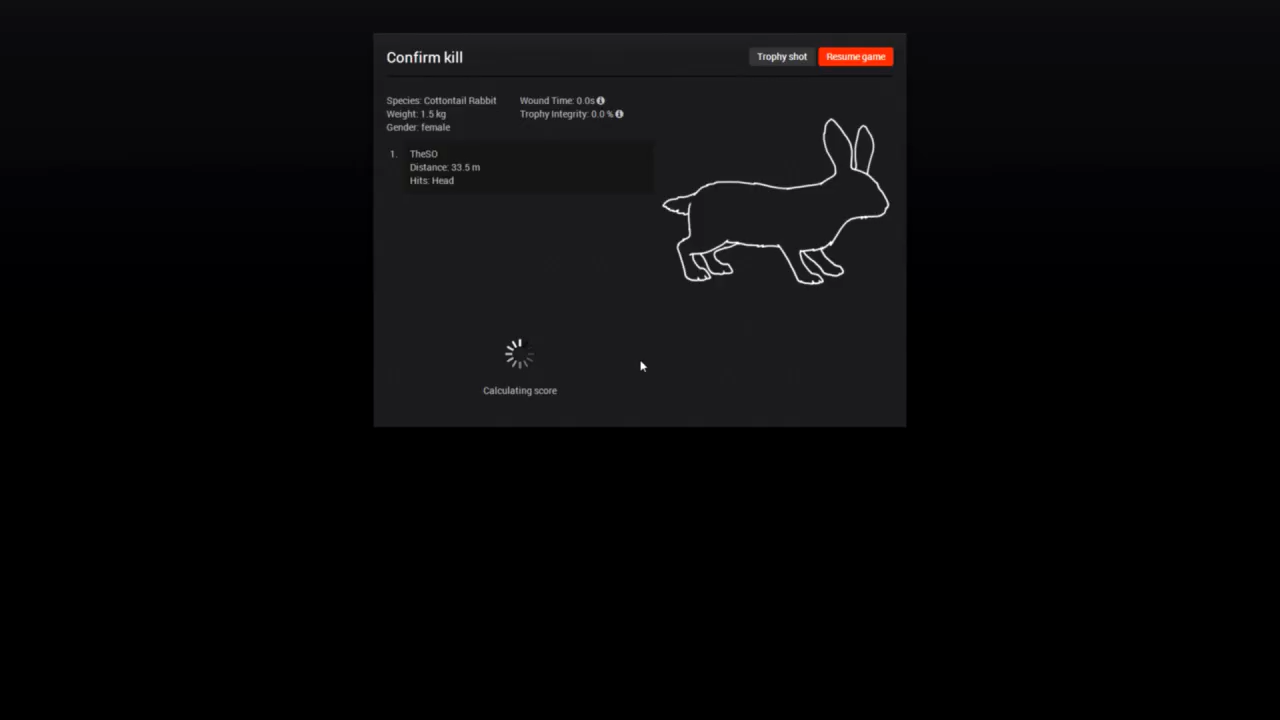 Confirm kill
Trophy shot
Resume game
Species: Cottontail Rabbit
Weight: 1.5 kg
Gender: female
Wound Time: 0.0s
Trophy Integrity: 0.0 %
1.
TheSO
Distance: 33.5 m
Hits: Head
Calculating score